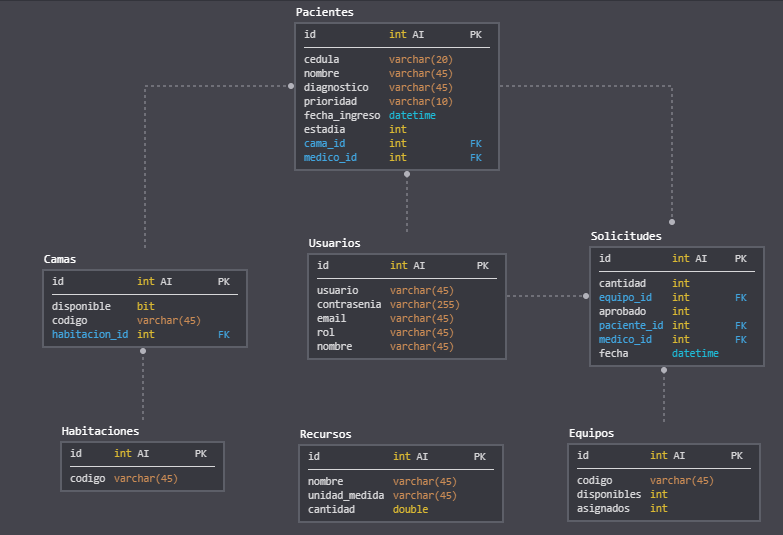 Pacientes
id int AI PK
cedula varchar(20)
nombre varchar(45)
diagnostico varchar(45)
prioridad varchar(10)
fecha_ingreso datetime
estadia int
cama_id int FK
medico_id int FK
Camas
id int AI PK
disponible bit
codigo varchar(45)
habitacion_id int FK
Usuarios
id int AI PK
usuario varchar(45)
contrasenia varchar(255)
email varchar(45)
rol varchar(45)
nombre varchar(45)
Solicitudes
id int AI PK
cantidad int
equipo_id int FK
aprobado int
paciente_id int FK
medico_id int FK
fecha datetime
Habitaciones
id int AI PK
codigo varchar(45)
Recursos
id int AI PK
nombre varchar(45)
unidad_medida varchar(45)
cantidad double
Equipos
id int AI PK
codigo varchar(45)
disponibles int
asignados int